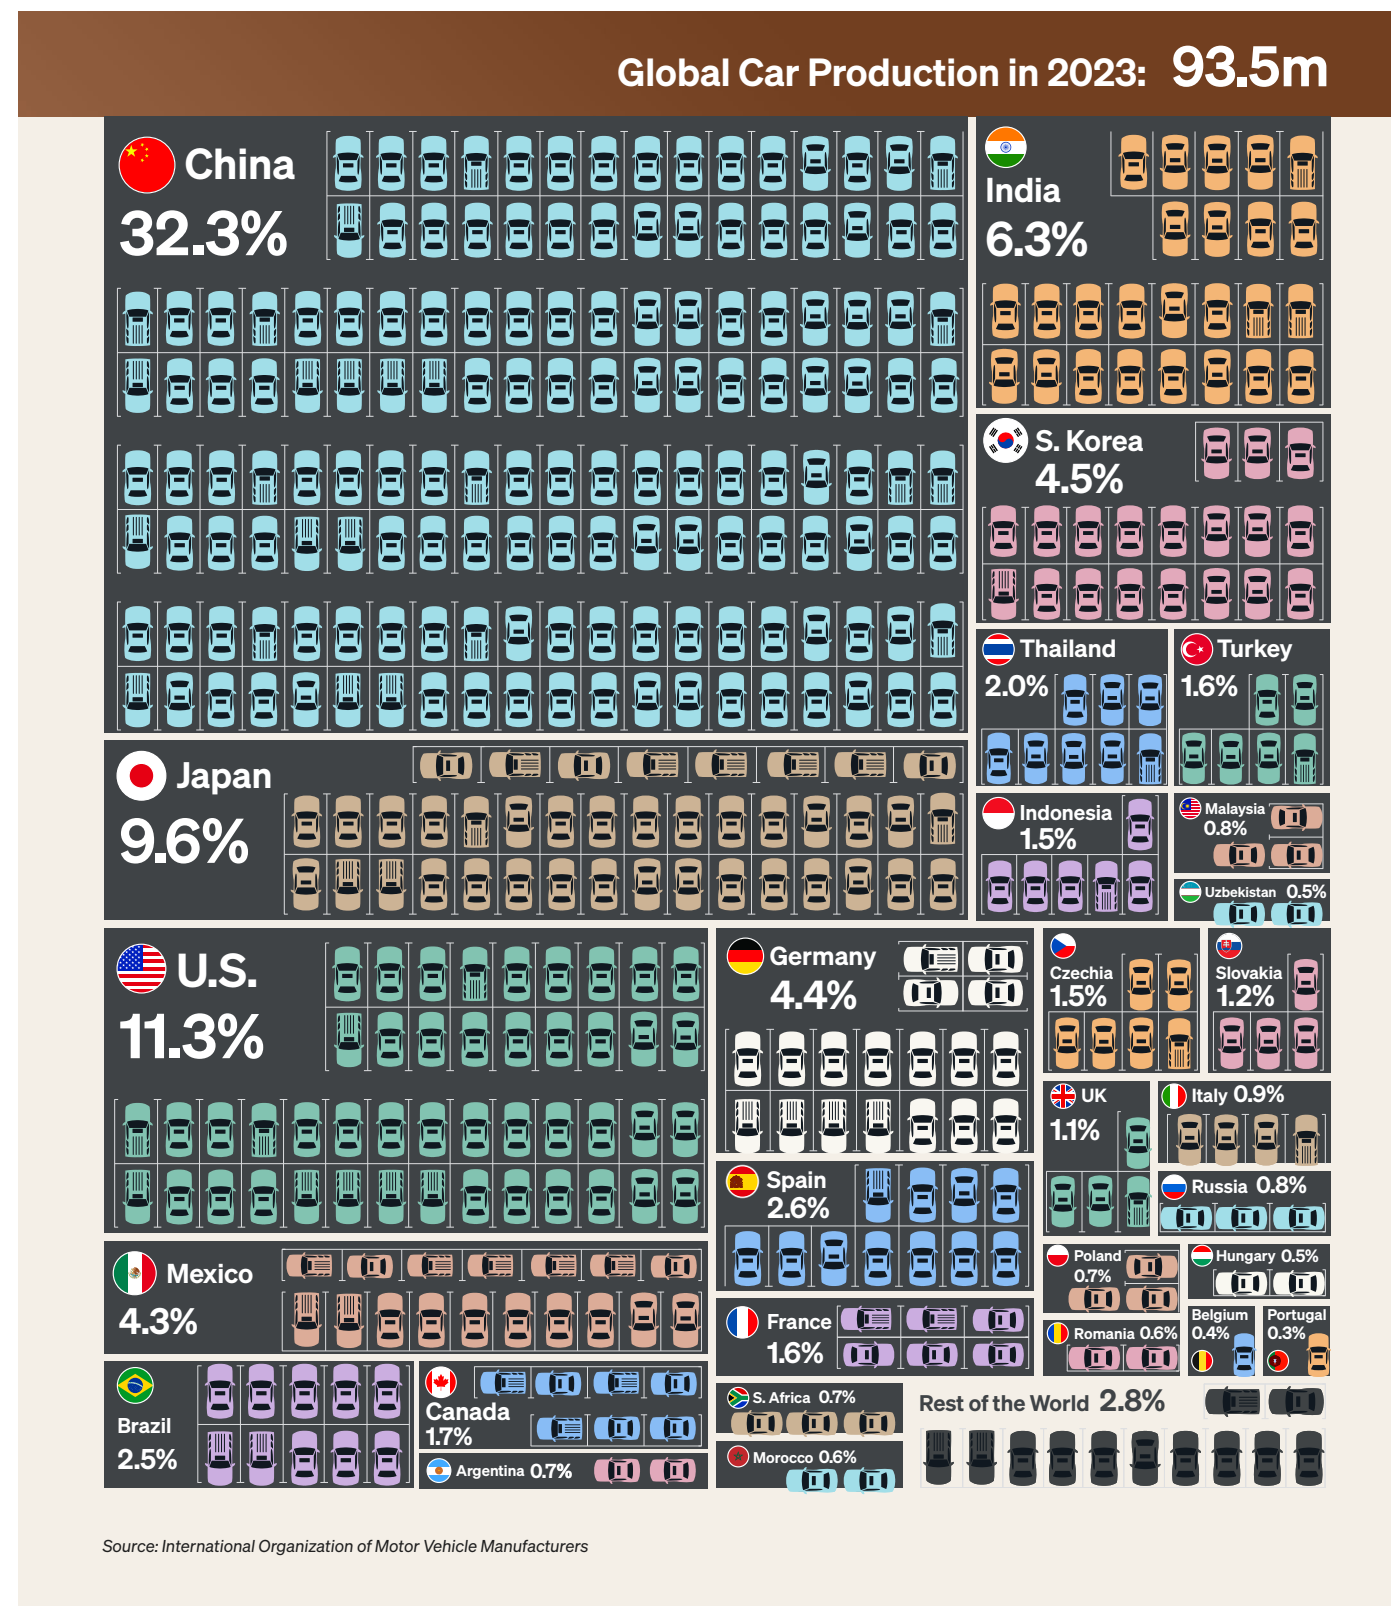 Global Car Production in 2023: 93.5m
China
32.3%
India
6.3%
S. Korea
4.5%
Thailand
2.0%
Turkey
1.6%
Japan
9.6%
Indonesia
1.5%
Malaysia
0.8%
Uzbekistan 0.5%
U.S.
11.3%
Germany
4.4%
Czechia
1.5%
Slovakia
1.2%
UK
1.1%
Italy 0.9%
Spain
2.6%
Russia 0.8%
Mexico
4.3%
Poland
0.7%
Hungary 0.5%
France
1.6%
Romania 0.6%
Belgium
0.4%
Portugal
0.3%
Brazil
2.5%
Canada
1.7%
Argentina 0.7%
S. Africa 0.7%
Morocco 0.6%
Rest of the World 2.8%
Source: International Organization of Motor Vehicle Manufacturers